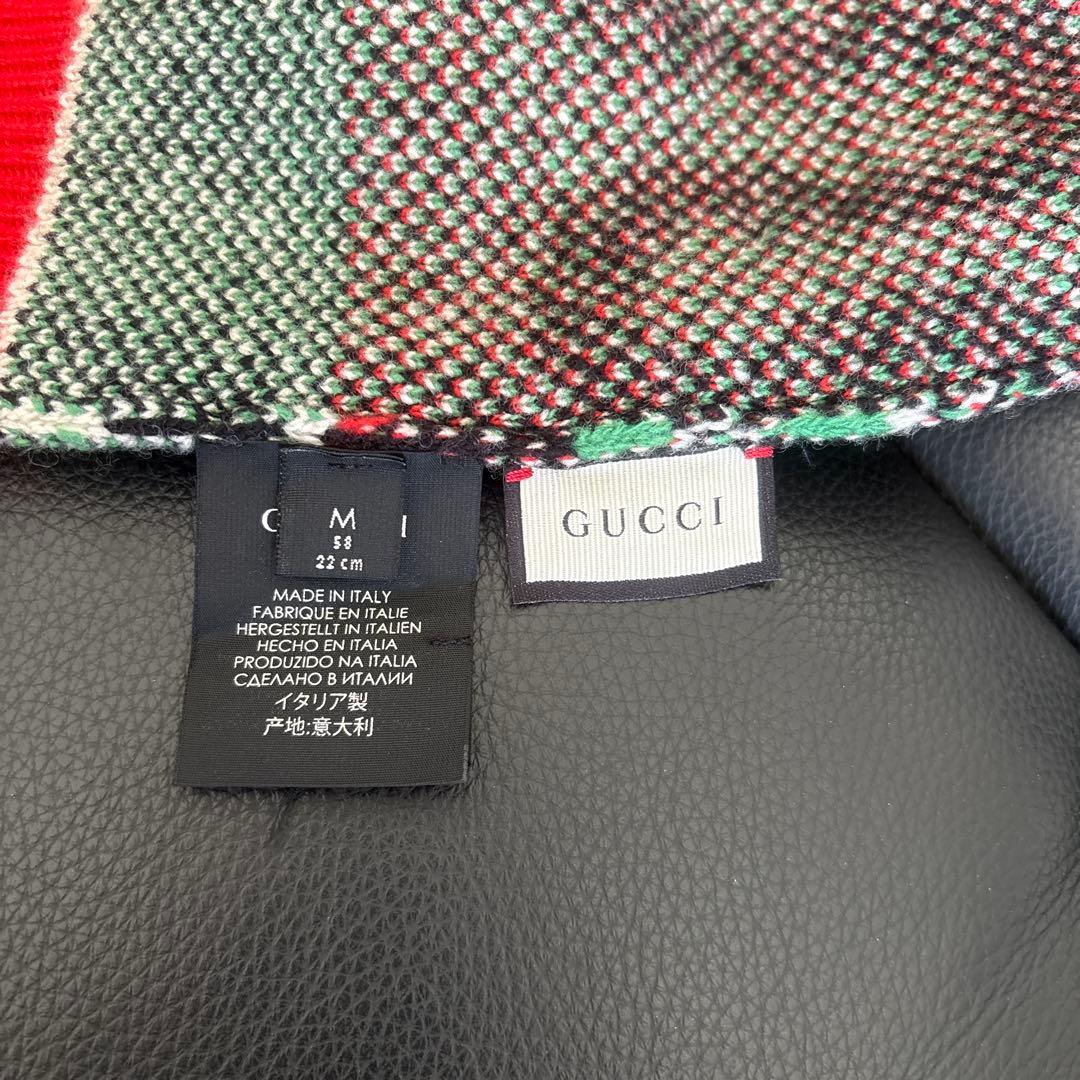 G I
M
58
22 cm
MADE IN ITALY
FABRIQUE EN ITALIE
HERGESTELLT IN ITALIEN
HECHO EN ITALIA
PRODUZIDO NA ITALIA
СДЕЛАНО В ИТАЛИИ
イタリア製
产地:意大利
GUCCI